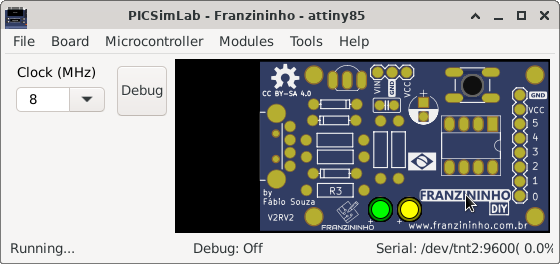 PICSimLab - Franzininho - attiny85
File Board Microcontroller Modules Tools Help
Clock (MHz)
8
Debug
CC BY-SA 4.0
VIN
GND
VCC
GND
VCC
5
4
3
2
1
0
R3
by
Fábio Souza
V2RV2
FRANZININHO
FRANZININHO
DIY
www.franzininho.com.br
Running...
Debug: Off
Serial: /dev/tnt2:9600( 0.0%